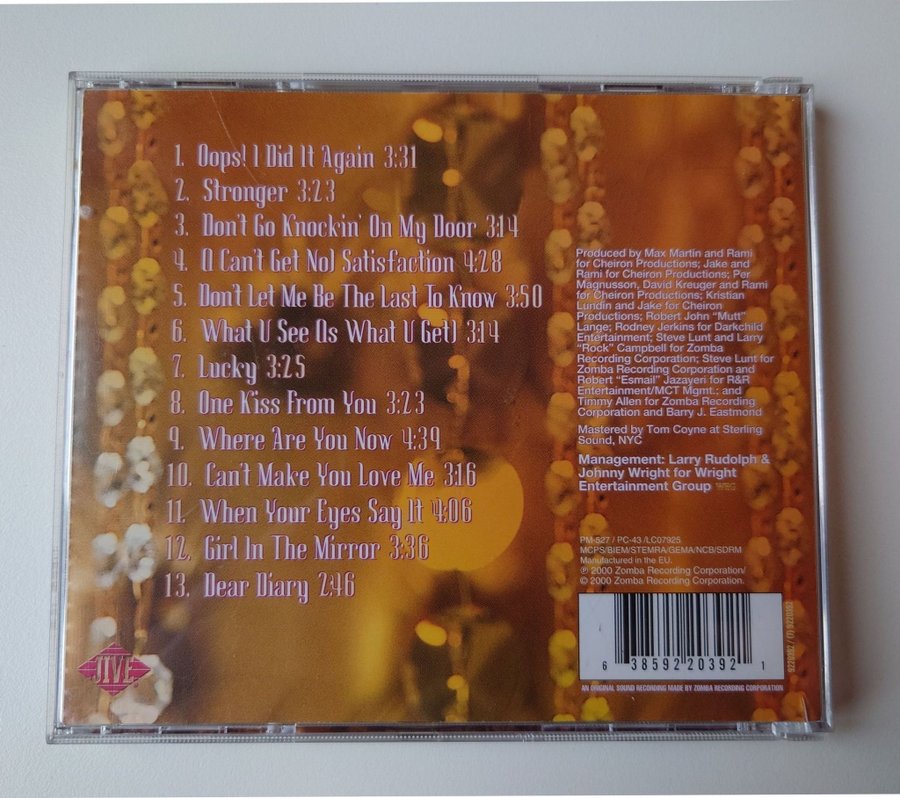 1. Oops! I Did It Again 3:31
2. Stronger 3:23
3. Don't Go Knockin' On My Door 3:14
4. (I Can't Get No) Satisfaction 4:28
5. Don't Let Me Be The Last To Know 3:50
6. What U See (Is What U Get) 3:14
7. Lucky 3:25
8. One Kiss From You 3:23
9. Where Are You Now 4:39
10. Can't Make You Love Me 3:16
11. When Your Eyes Say It 4:06
12. Girl In The Mirror 3:36
13. Dear Diary 2:46
JIVE
Produced by Max Martin and Rami
for Cheiron Productions; Jake and
Rami for Cheiron Productions; Per
Magnusson, David Kreuger and Rami
for Cheiron Productions; Kristian
Lundin and Jake for Cheiron
Productions; Robert John “Mutt”
Lange; Rodney Jerkins for Darkchild
Entertainment; Steve Lunt and Larry
“Rock” Campbell for Zomba
Recording Corporation; Steve Lunt for
Zomba Recording Corporation and
Robert “Esmail” Jazayeri for R&R
Entertainment/MCT Mgmt.; and
Timmy Allen for Zomba Recording
Corporation and Barry J. Eastmond
Mastered by Tom Coyne at Sterling
Sound, NYC
Management: Larry Rudolph &
Johnny Wright for Wright
Entertainment Group WEG
PM-527 / PC-43 /LC07925
MCPS/BIEM/STEMRA/GEMA/NCB/SDRM
Manufactured in the EU.
℗ 2000 Zomba Recording Corporation/
© 2000 Zomba Recording Corporation.
6 38592 20392 1
9220392 / (7) 9220392
AN ORIGINAL SOUND RECORDING MADE BY ZOMBA RECORDING CORPORATION